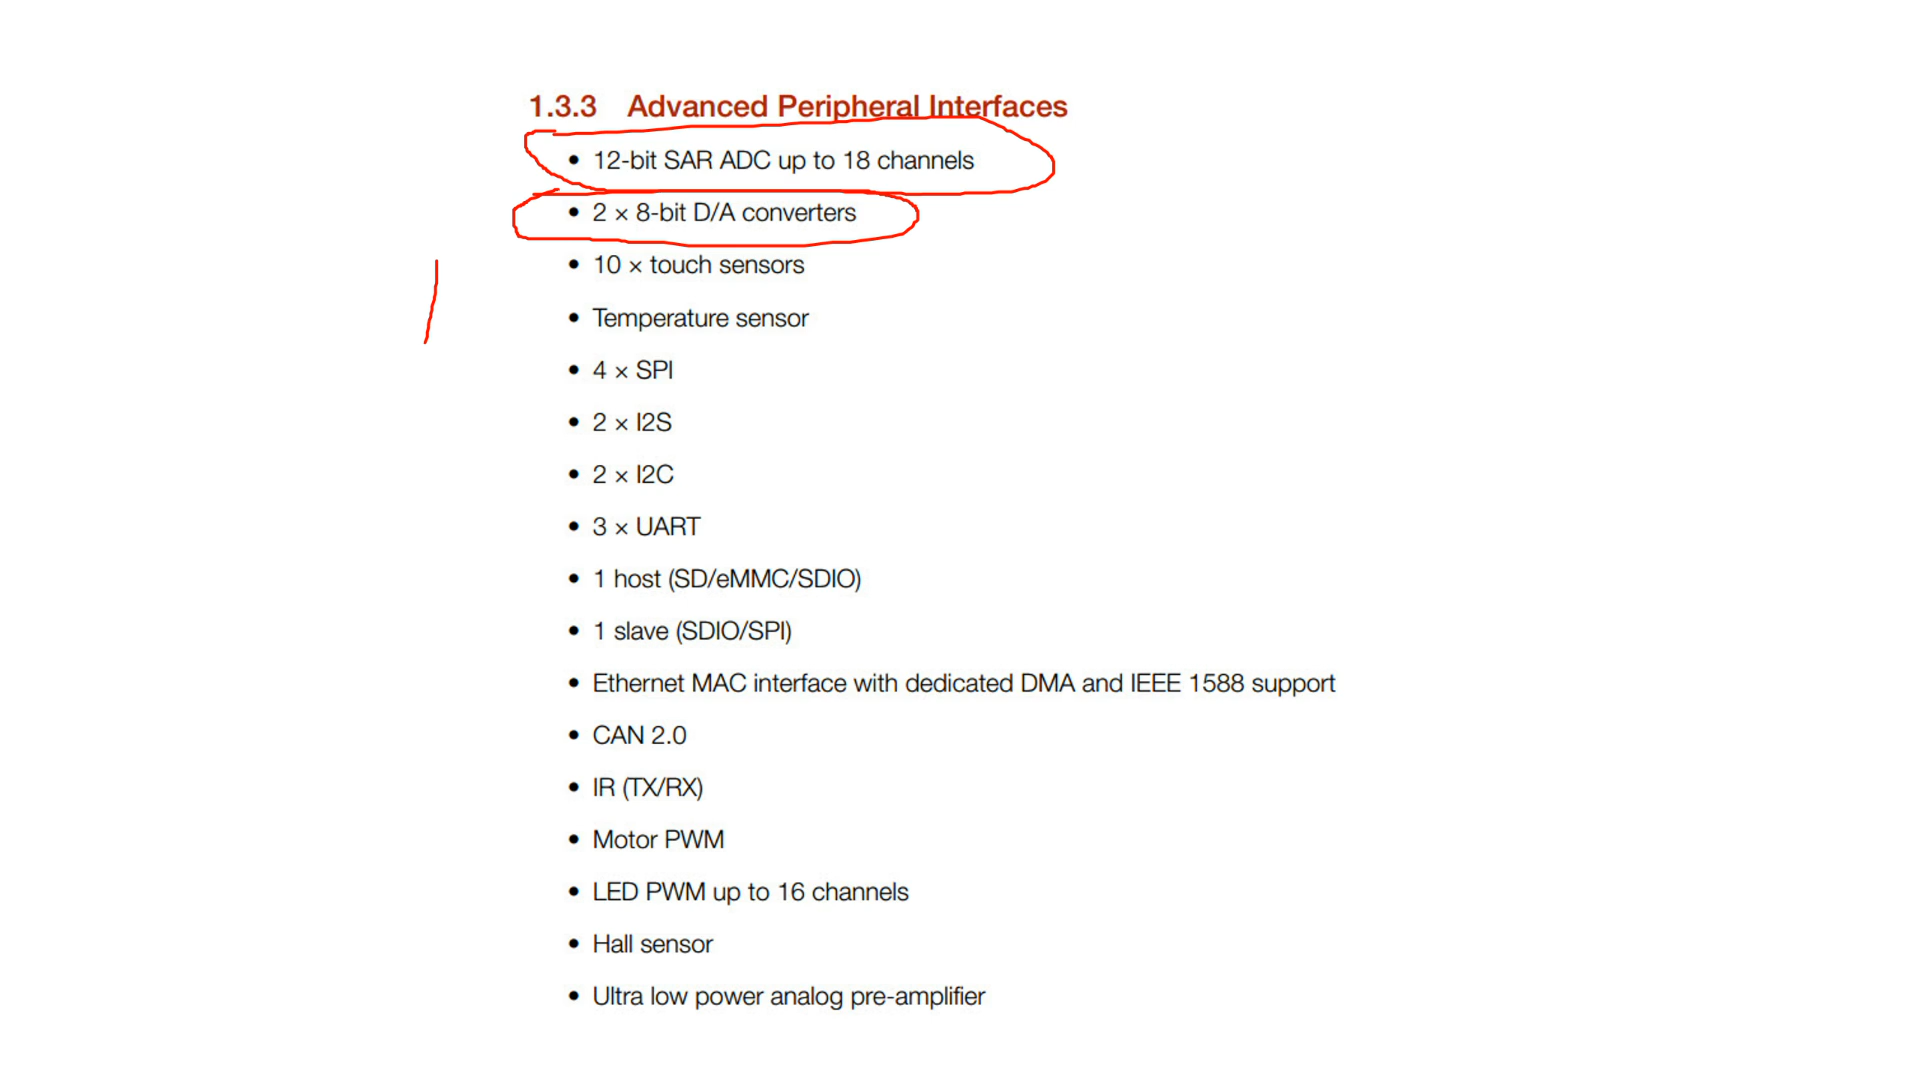 1.3.3 Advanced Peripheral Interfaces
• 12-bit SAR ADC up to 18 channels
• 2 × 8-bit D/A converters
• 10 × touch sensors
• Temperature sensor
• 4 × SPI
• 2 × I2S
• 2 × I2C
• 3 × UART
• 1 host (SD/eMMC/SDIO)
• 1 slave (SDIO/SPI)
• Ethernet MAC interface with dedicated DMA and IEEE 1588 support
• CAN 2.0
• IR (TX/RX)
• Motor PWM
• LED PWM up to 16 channels
• Hall sensor
• Ultra low power analog pre-amplifier